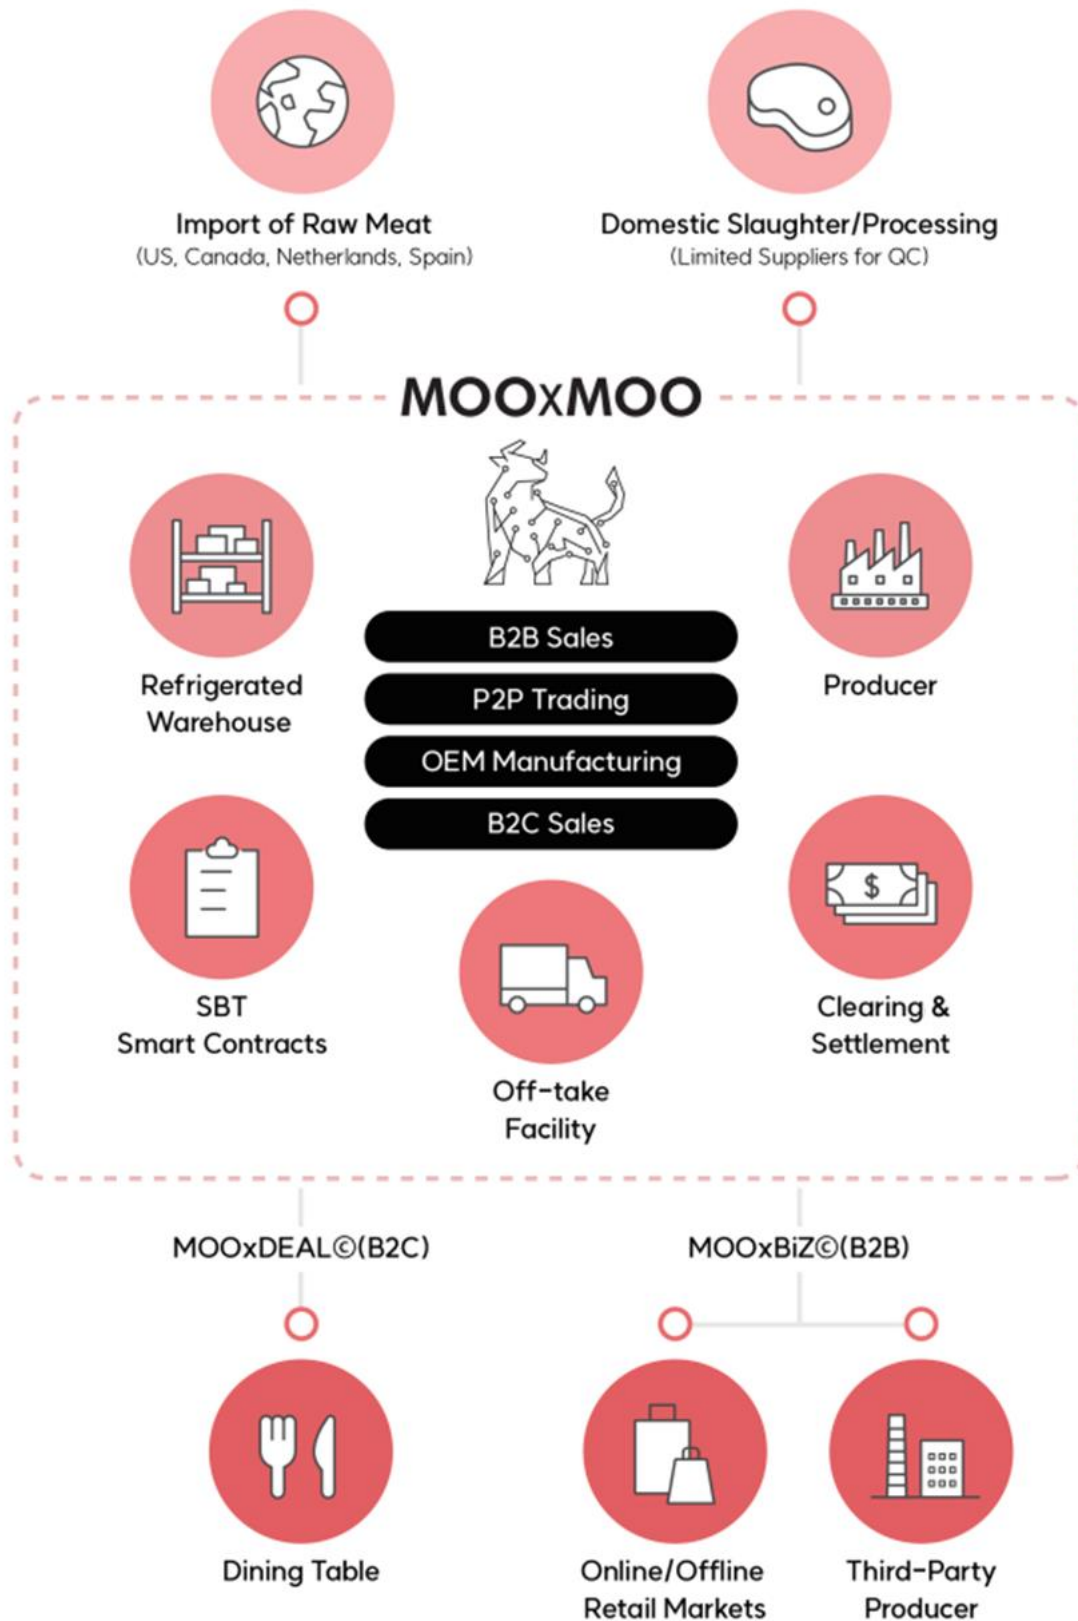 Import of Raw Meat
(US, Canada, Netherlands, Spain)
Domestic Slaughter/Processing
(Limited Suppliers for QC)
MOOxMOO
Refrigerated
Warehouse
B2B Sales
P2P Trading
OEM Manufacturing
B2C Sales
Producer
SBT
Smart Contracts
$
Clearing &
Settlement
Off-take
Facility
MOOxDEAL©(B2C)
MOOxBiZ©(B2B)
Dining Table
Online/Offline
Retail Markets
Third-Party
Producer